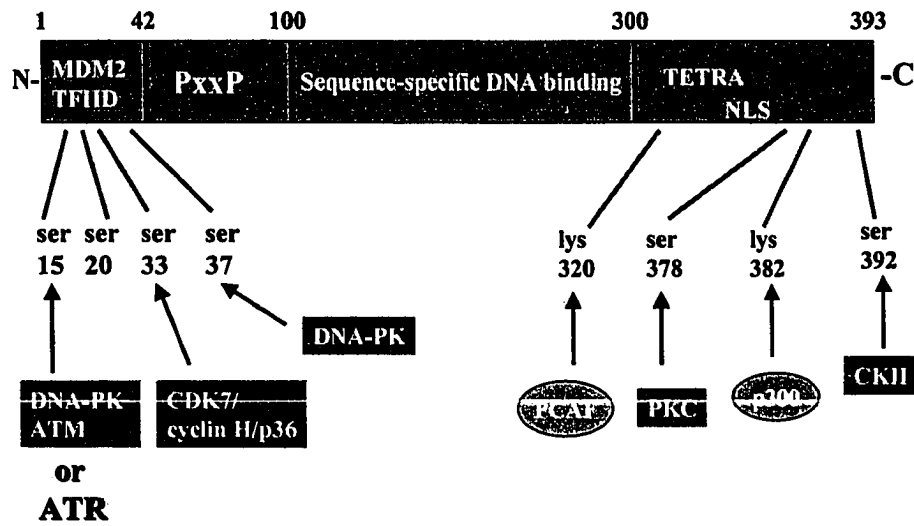 1 42 100 300 393
N- MDM2 PxxP Sequence-specific DNA binding TETRA -C
TFIID NLS
ser ser ser ser lys ser lys ser
15 20 33 37 320 378 382 392
DNA-PK
DNA-PK CDK7/ PCAF PKC p300 CKII
ATM cyclin H/p36
or
ATR